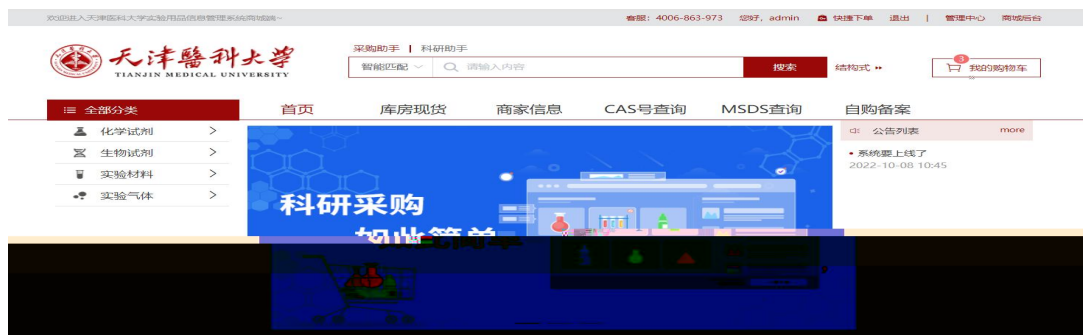 欢迎进入天津医科大学实验用品信息管理系统商城端~
客服：4006-863-973 您好，admin 快捷下单 退出 | 管理中心 商城后台
天津醫科大學
TIANJIN MEDICAL UNIVERSITY
采购助手 | 科研助手
智能匹配 请输入内容 搜索 结构式 3 我的购物车
全部分类 首页 库房现货 商家信息 CAS号查询 MSDS查询 自购备案
化学试剂 >
生物试剂 >
实验材料 >
实验气体 >
科研采购
如此简单
公告列表 more
• 系统要上线了
2022-10-08 10:45